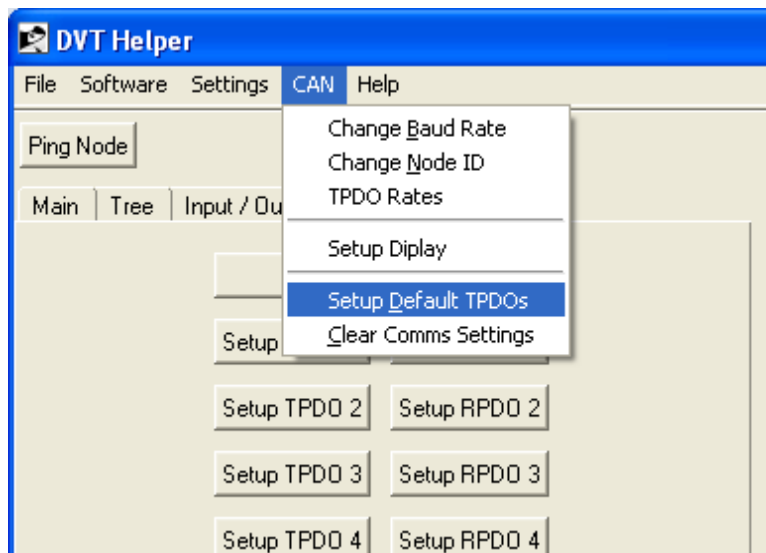 DVT Helper
File Software Settings CAN Help
Ping Node
Change Baud Rate
Change Node ID
TPDO Rates
Setup Diplay
Setup Default TPDOs
Clear Comms Settings
Main Tree Input / Ou
Setup
Setup TPDO 2 Setup RPDO 2
Setup TPDO 3 Setup RPDO 3
Setup TPDO 4 Setup RPDO 4